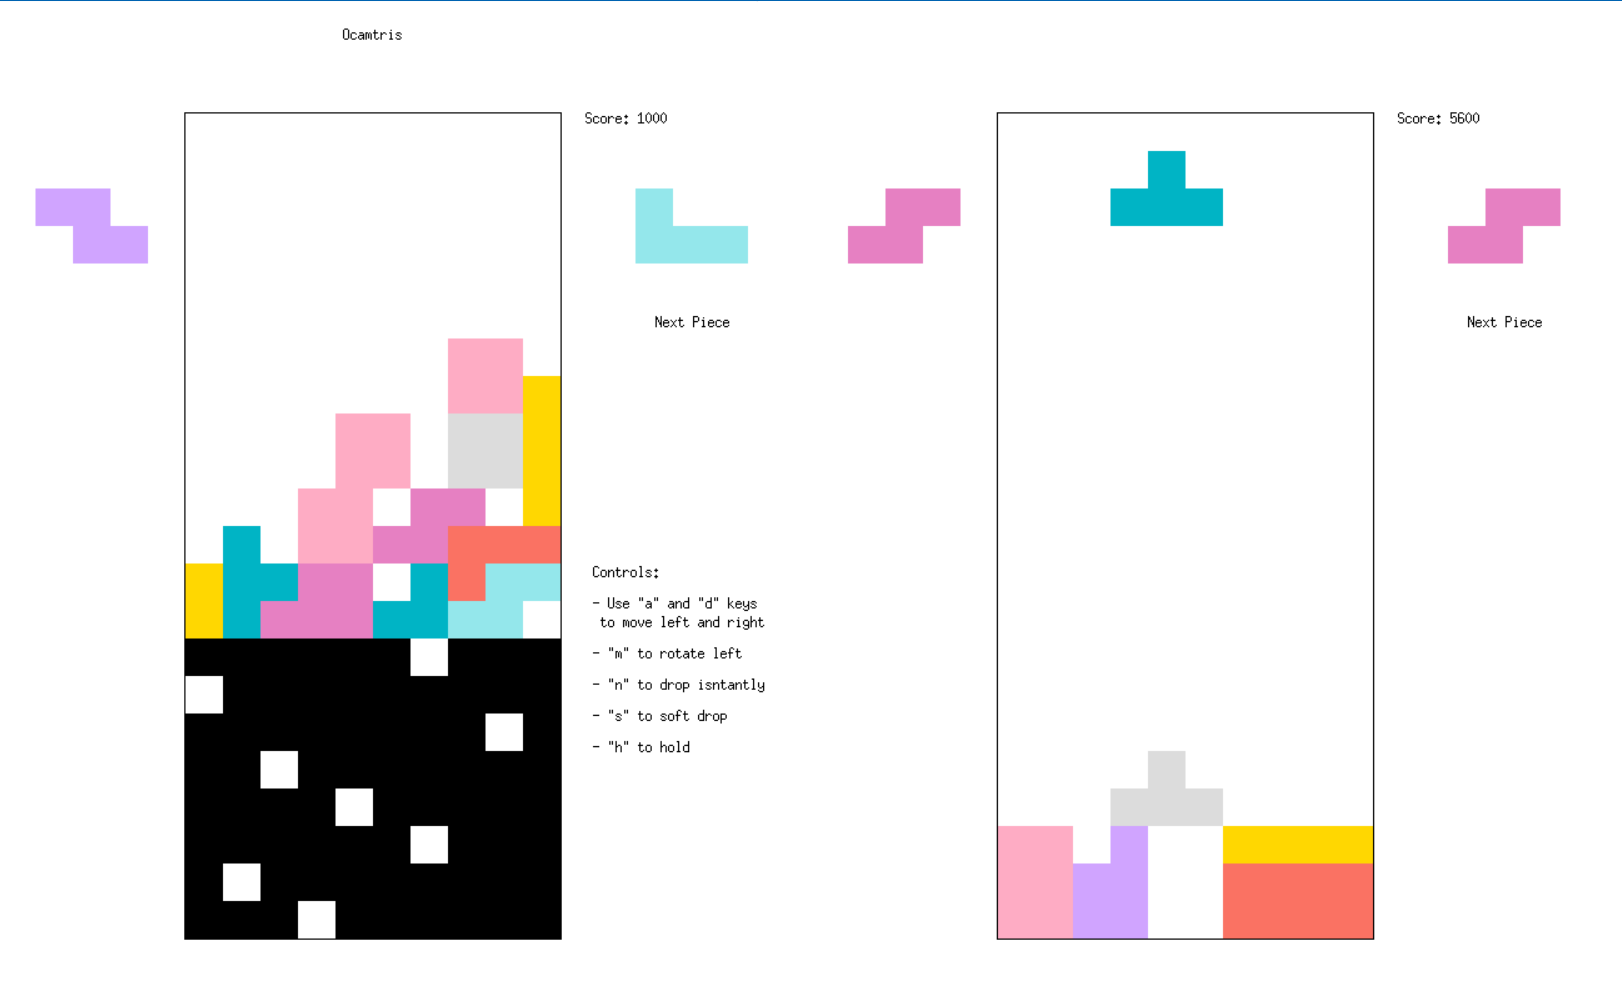 Ocamtris
Score: 1000
Next Piece
Controls:
- Use "a" and "d" keys
to move left and right
- "m" to rotate left
- "n" to drop isntantly
- "s" to soft drop
- "h" to hold
Score: 5600
Next Piece